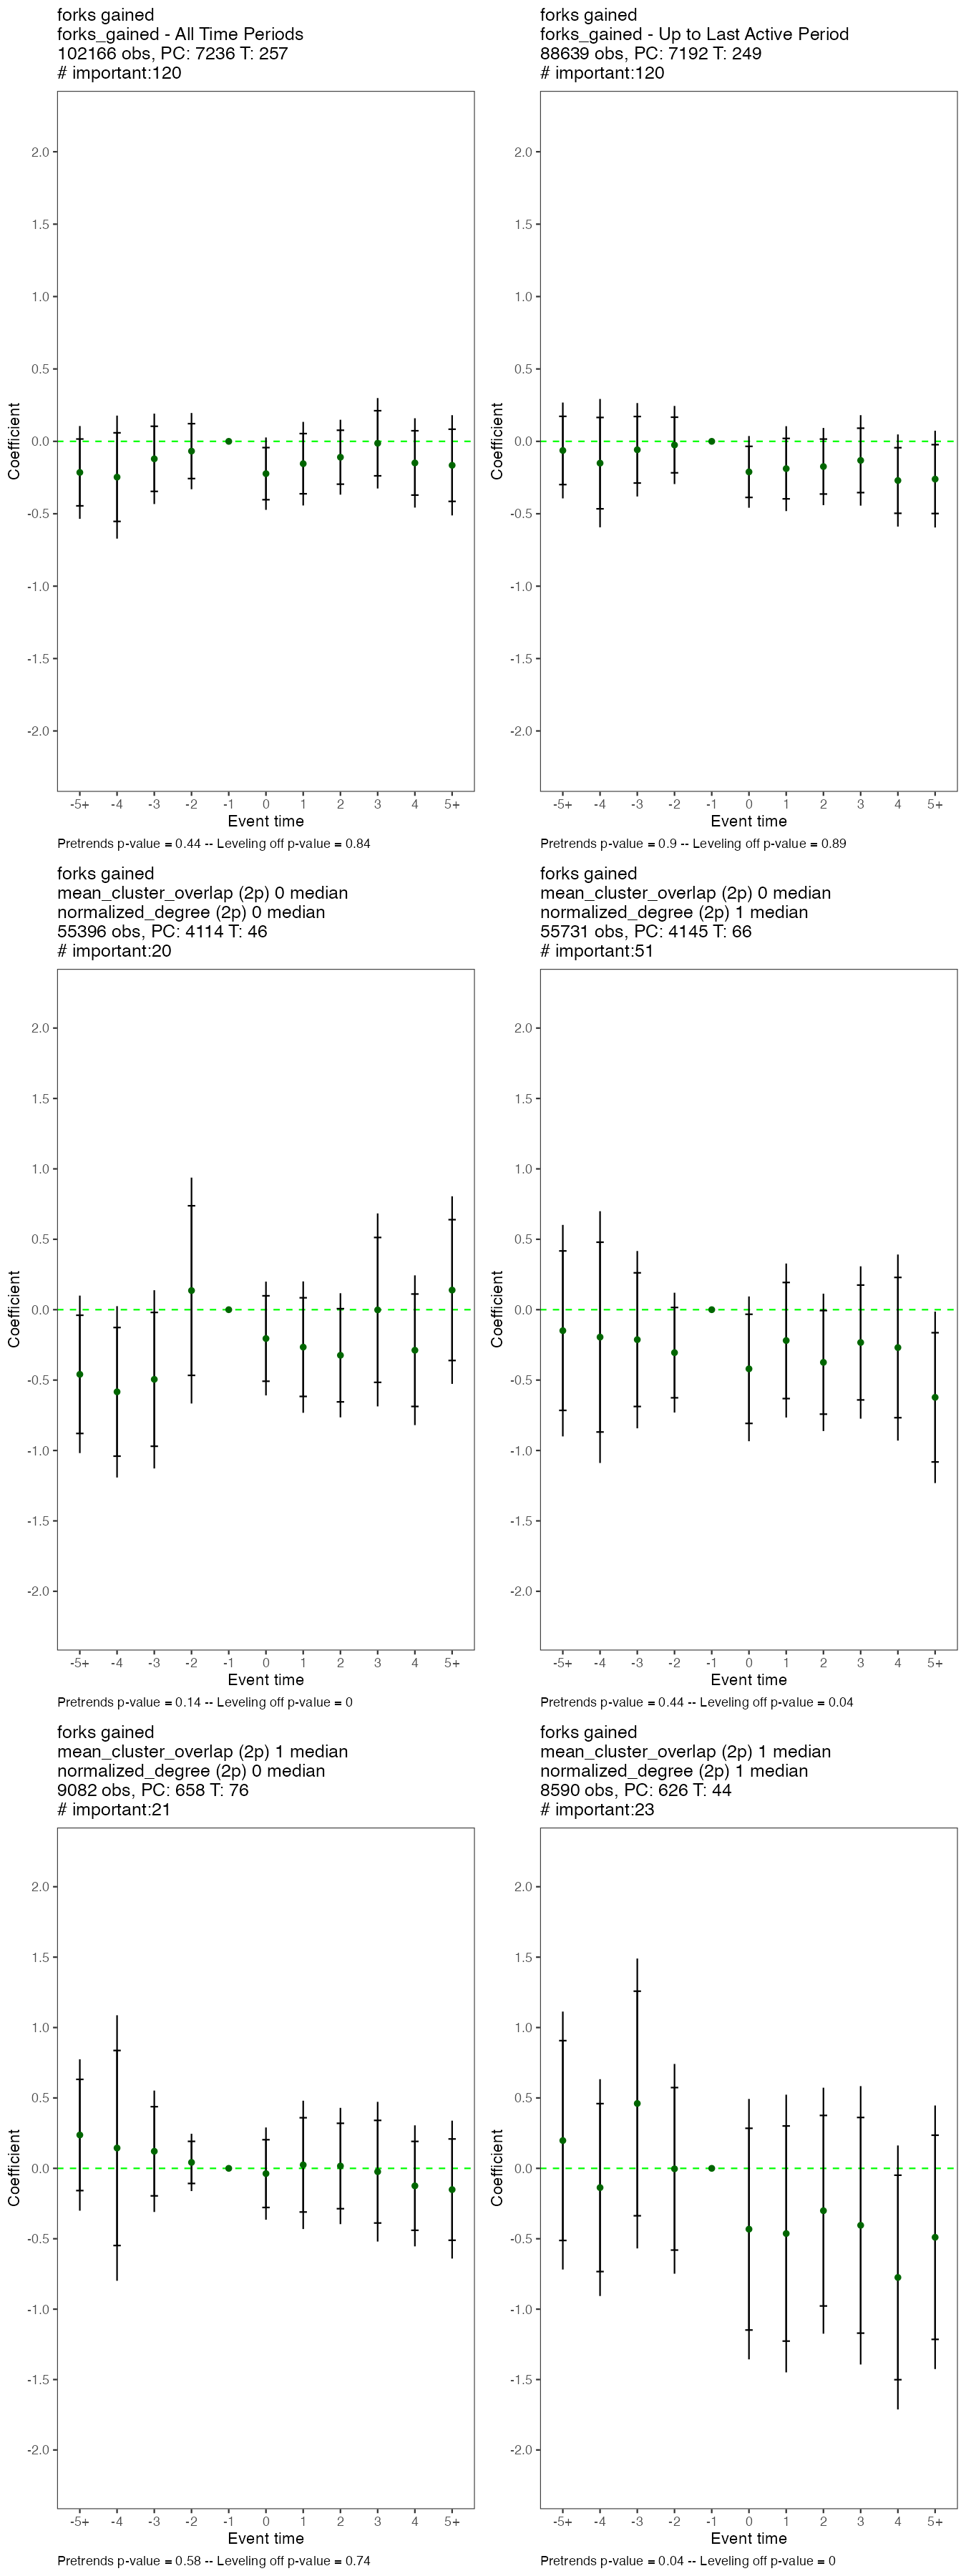 forks gained
forks_gained - All Time Periods
102166 obs, PC: 7236 T: 257
# important:120
2.0
1.5
1.0
0.5
0.0
-0.5
-1.0
-1.5
-2.0
Coefficient
-5+ -4 -3 -2 -1 0 1 2 3 4 5+
Event time
Pretrends p-value = 0.44 -- Leveling off p-value = 0.84
forks gained
forks_gained - Up to Last Active Period
88639 obs, PC: 7192 T: 249
# important:120
2.0
1.5
1.0
0.5
0.0
-0.5
-1.0
-1.5
-2.0
Coefficient
-5+ -4 -3 -2 -1 0 1 2 3 4 5+
Event time
Pretrends p-value = 0.9 -- Leveling off p-value = 0.89
forks gained
mean_cluster_overlap (2p) 0 median
normalized_degree (2p) 0 median
55396 obs, PC: 4114 T: 46
# important:20
2.0
1.5
1.0
0.5
0.0
-0.5
-1.0
-1.5
-2.0
Coefficient
-5+ -4 -3 -2 -1 0 1 2 3 4 5+
Event time
Pretrends p-value = 0.14 -- Leveling off p-value = 0
forks gained
mean_cluster_overlap (2p) 0 median
normalized_degree (2p) 1 median
55731 obs, PC: 4145 T: 66
# important:51
2.0
1.5
1.0
0.5
0.0
-0.5
-1.0
-1.5
-2.0
Coefficient
-5+ -4 -3 -2 -1 0 1 2 3 4 5+
Event time
Pretrends p-value = 0.44 -- Leveling off p-value = 0.04
forks gained
mean_cluster_overlap (2p) 1 median
normalized_degree (2p) 0 median
9082 obs, PC: 658 T: 76
# important:21
2.0
1.5
1.0
0.5
0.0
-0.5
-1.0
-1.5
-2.0
Coefficient
-5+ -4 -3 -2 -1 0 1 2 3 4 5+
Event time
Pretrends p-value = 0.58 -- Leveling off p-value = 0.74
forks gained
mean_cluster_overlap (2p) 1 median
normalized_degree (2p) 1 median
8590 obs, PC: 626 T: 44
# important:23
2.0
1.5
1.0
0.5
0.0
-0.5
-1.0
-1.5
-2.0
Coefficient
-5+ -4 -3 -2 -1 0 1 2 3 4 5+
Event time
Pretrends p-value = 0.04 -- Leveling off p-value = 0